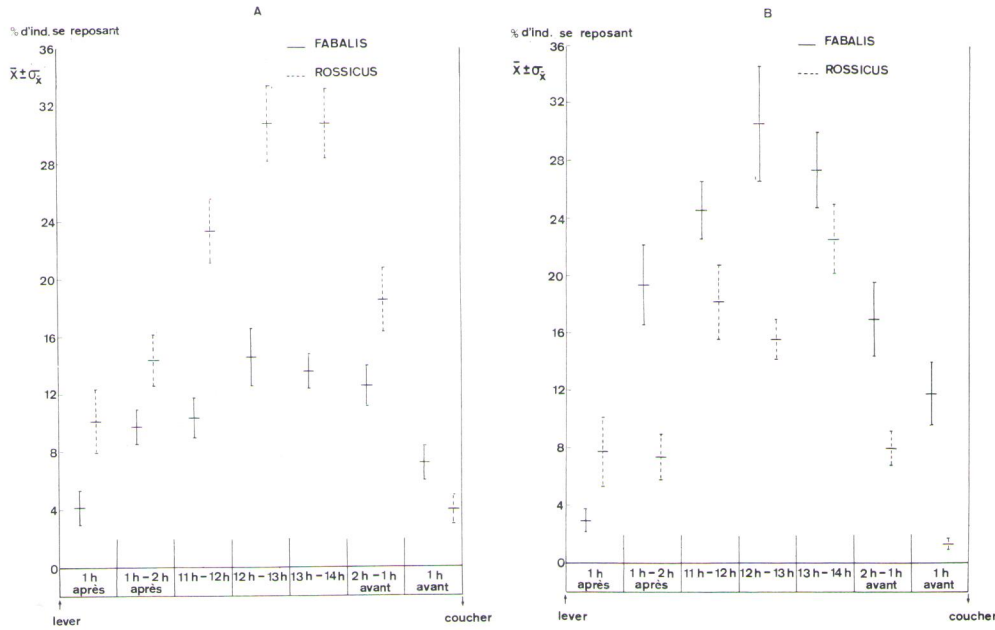 A
% d'ind. se reposant
x̄ ± σx̄
FABALIS
ROSSICUS
36
32
28
24
20
16
12
8
4
0
1 h après
1 h – 2 h après
11 h – 12 h
12 h – 13 h
13 h – 14 h
2 h – 1 h avant
1 h avant
lever
coucher
B
% d'ind. se reposant
x̄ ± σx̄
FABALIS
ROSSICUS
36
32
28
24
20
16
12
8
4
0
1 h après
1 h – 2 h après
11 h – 12 h
12 h – 13 h
13 h – 14 h
2 h – 1 h avant
1 h avant
lever
coucher